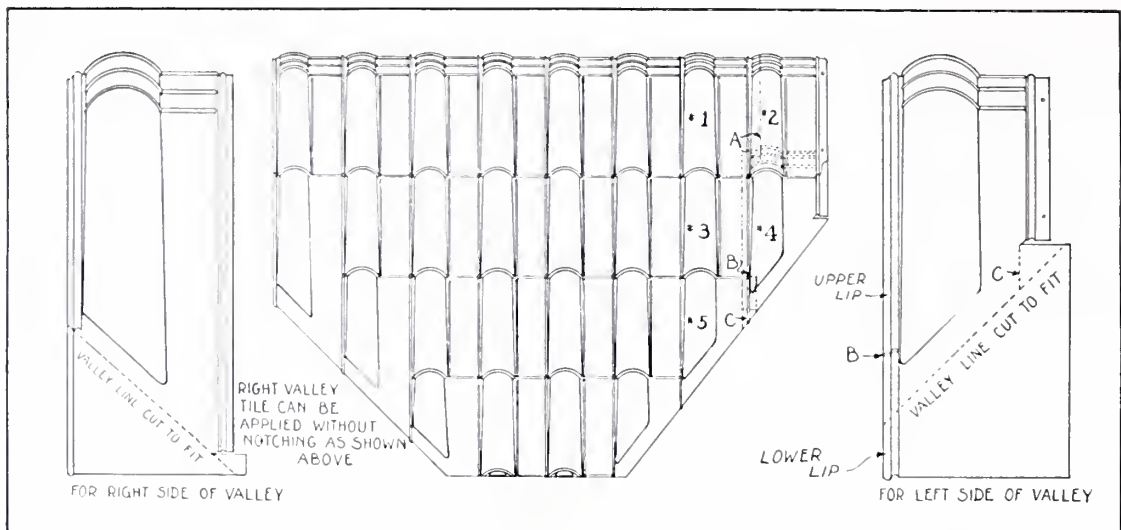 VALLEY LINE CUT TO FIT
FOR RIGHT SIDE OF VALLEY
RIGHT VALLEY
TILE CAN BE
APPLIED WITHOUT
NOTCHING AS SHOWN
ABOVE
#1
#2
A
#3
#4
B
C
#5
UPPER
LIP
C
B
VALLEY LINE CUT TO FIT
LOWER
LIP
FOR LEFT SIDE OF VALLEY